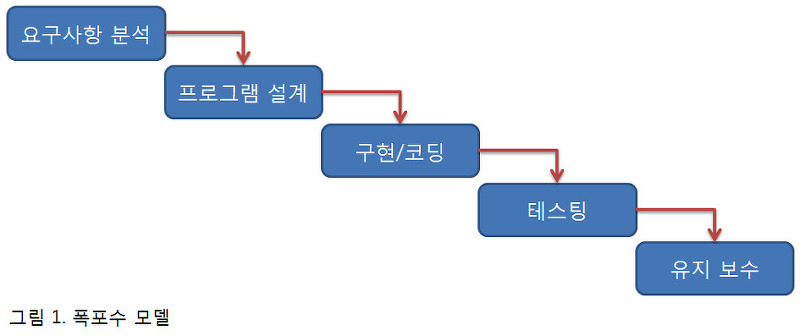 요구사항 분석
프로그램 설계
구현/코딩
테스팅
유지 보수
그림 1. 폭포수 모델